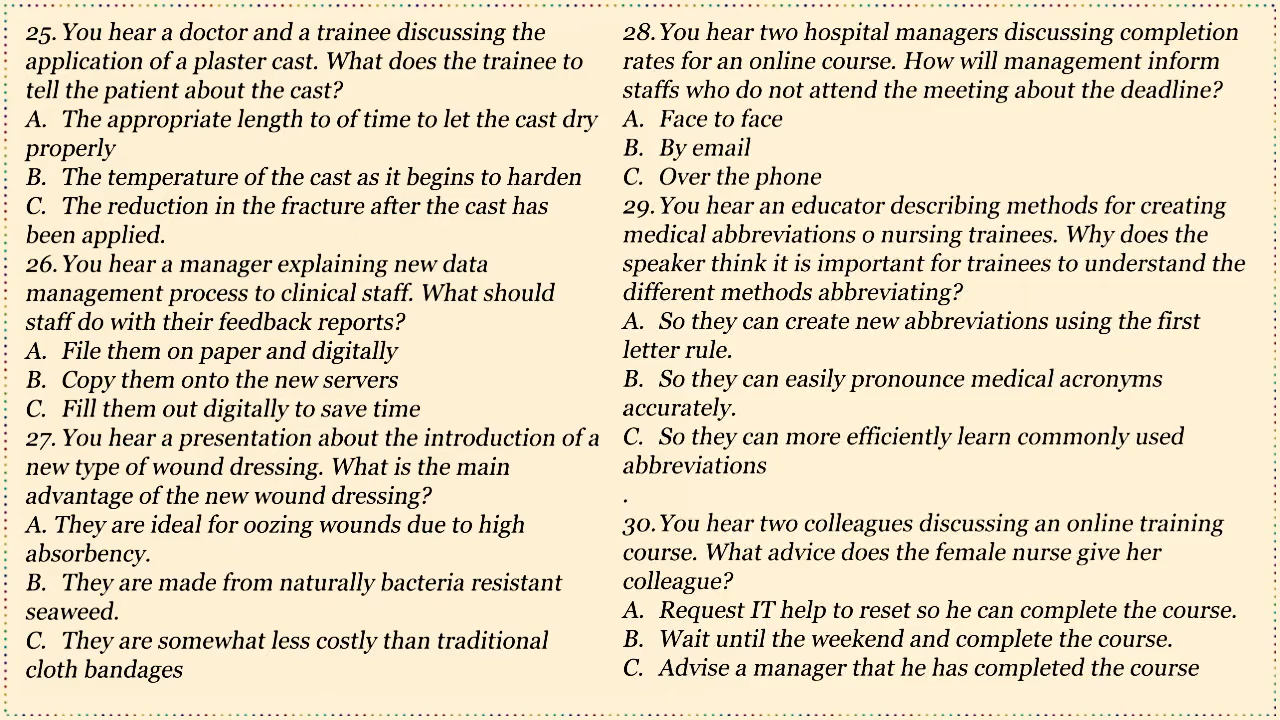 25. You hear a doctor and a trainee discussing the
application of a plaster cast. What does the trainee to
tell the patient about the cast?
A. The appropriate length to of time to let the cast dry
properly
B. The temperature of the cast as it begins to harden
C. The reduction in the fracture after the cast has
been applied.
26. You hear a manager explaining new data
management process to clinical staff. What should
staff do with their feedback reports?
A. File them on paper and digitally
B. Copy them onto the new servers
C. Fill them out digitally to save time
27. You hear a presentation about the introduction of a
new type of wound dressing. What is the main
advantage of the new wound dressing?
A. They are ideal for oozing wounds due to high
absorbency.
B. They are made from naturally bacteria resistant
seaweed.
C. They are somewhat less costly than traditional
cloth bandages
28. You hear two hospital managers discussing completion
rates for an online course. How will management inform
staffs who do not attend the meeting about the deadline?
A. Face to face
B. By email
C. Over the phone
29. You hear an educator describing methods for creating
medical abbreviations o nursing trainees. Why does the
speaker think it is important for trainees to understand the
different methods abbreviating?
A. So they can create new abbreviations using the first
letter rule.
B. So they can easily pronounce medical acronyms
accurately.
C. So they can more efficiently learn commonly used
abbreviations
.
30. You hear two colleagues discussing an online training
course. What advice does the female nurse give her
colleague?
A. Request IT help to reset so he can complete the course.
B. Wait until the weekend and complete the course.
C. Advise a manager that he has completed the course